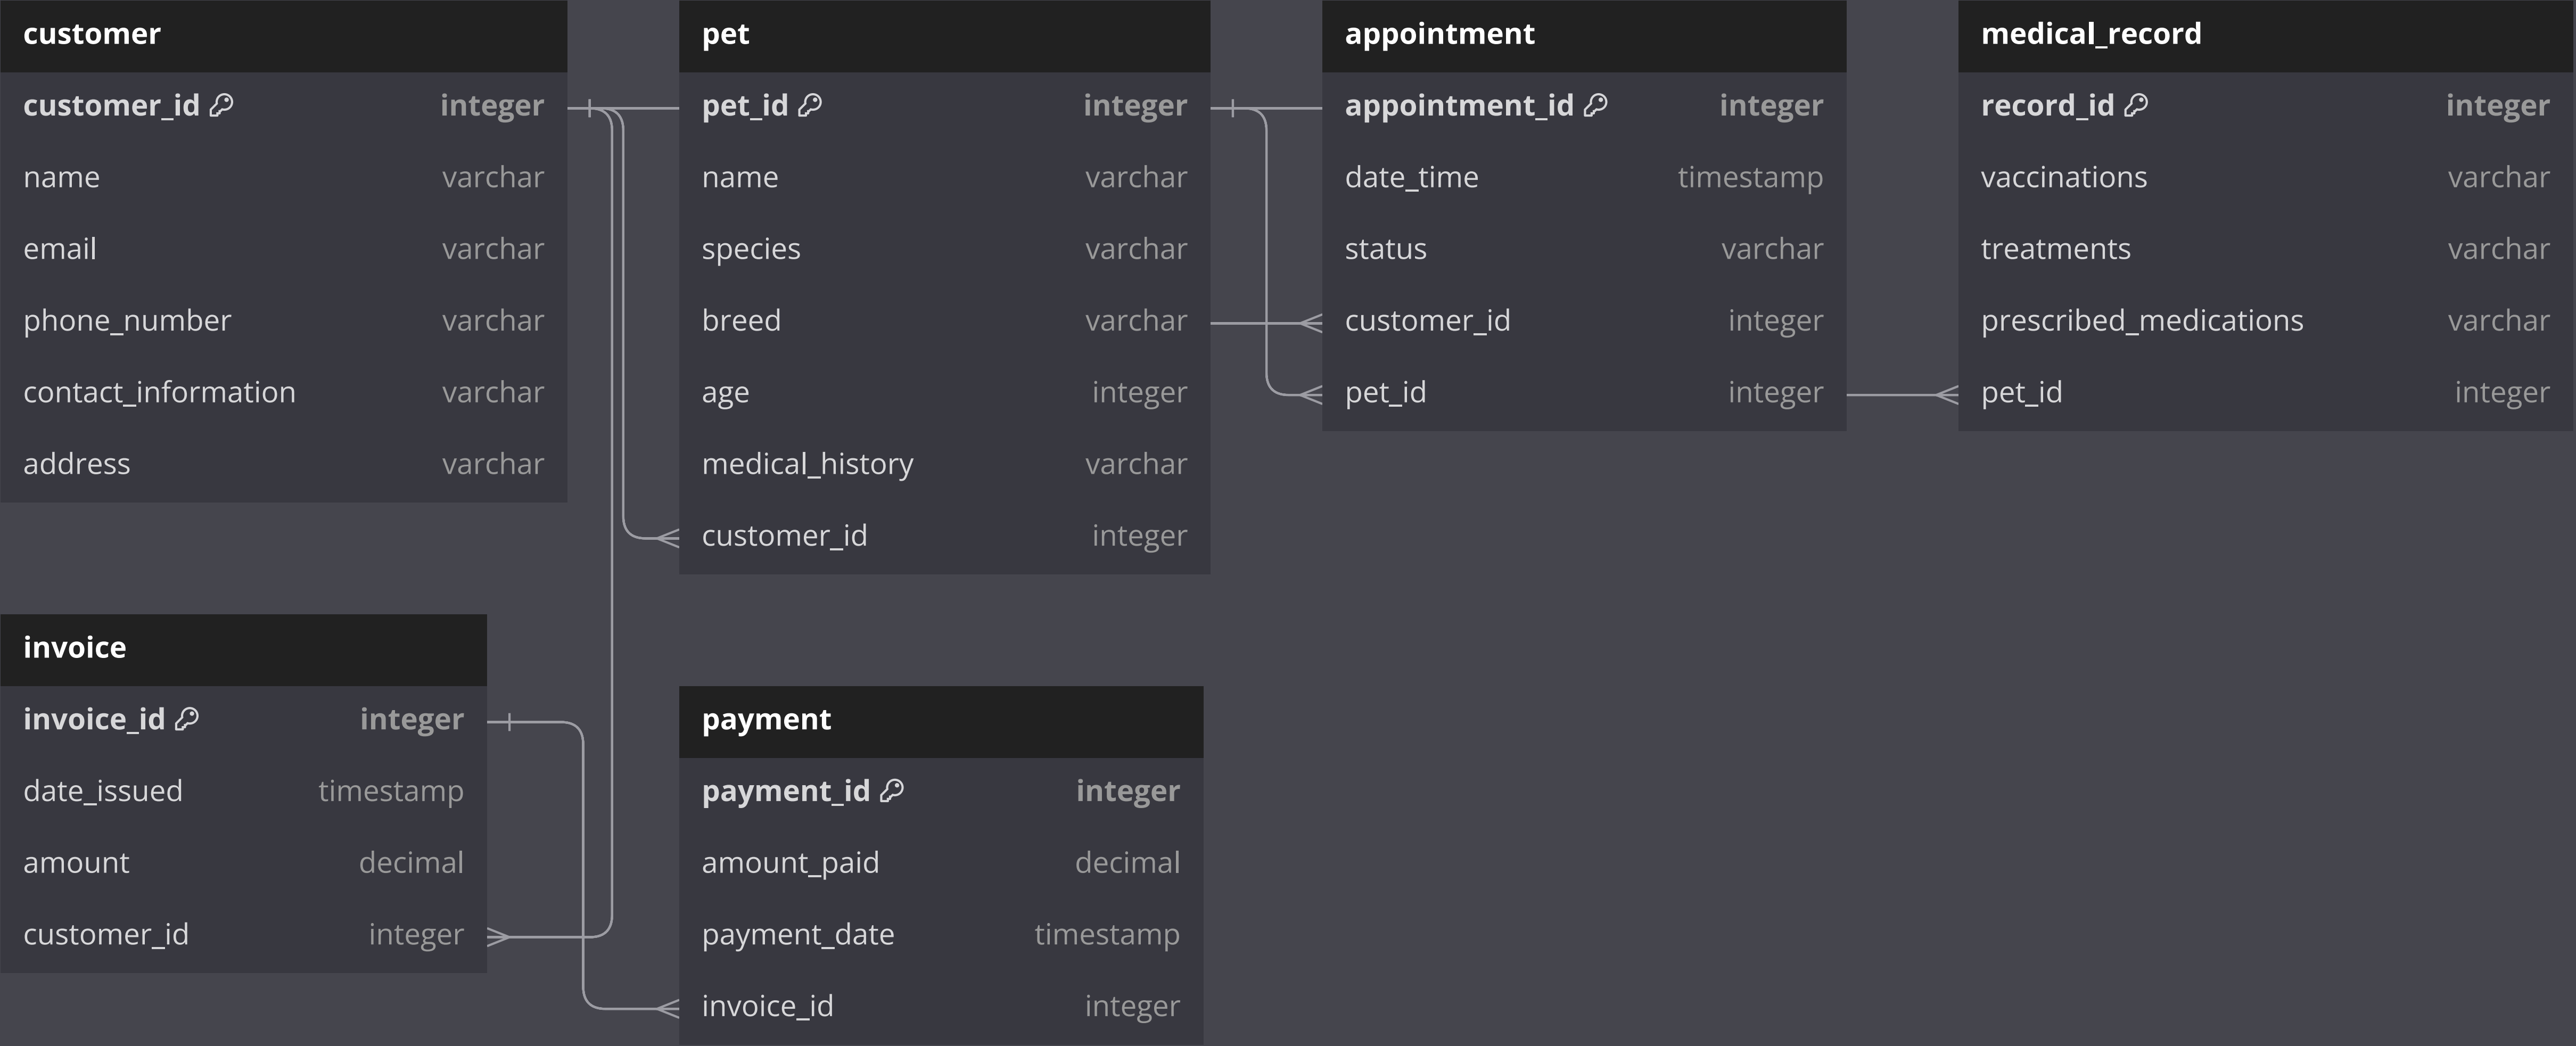 customer
customer_id integer
name varchar
email varchar
phone_number varchar
contact_information varchar
address varchar
pet
pet_id integer
name varchar
species varchar
breed varchar
age integer
medical_history varchar
customer_id integer
appointment
appointment_id integer
date_time timestamp
status varchar
customer_id integer
pet_id integer
medical_record
record_id integer
vaccinations varchar
treatments varchar
prescribed_medications varchar
pet_id integer
invoice
invoice_id integer
date_issued timestamp
amount decimal
customer_id integer
payment
payment_id integer
amount_paid decimal
payment_date timestamp
invoice_id integer